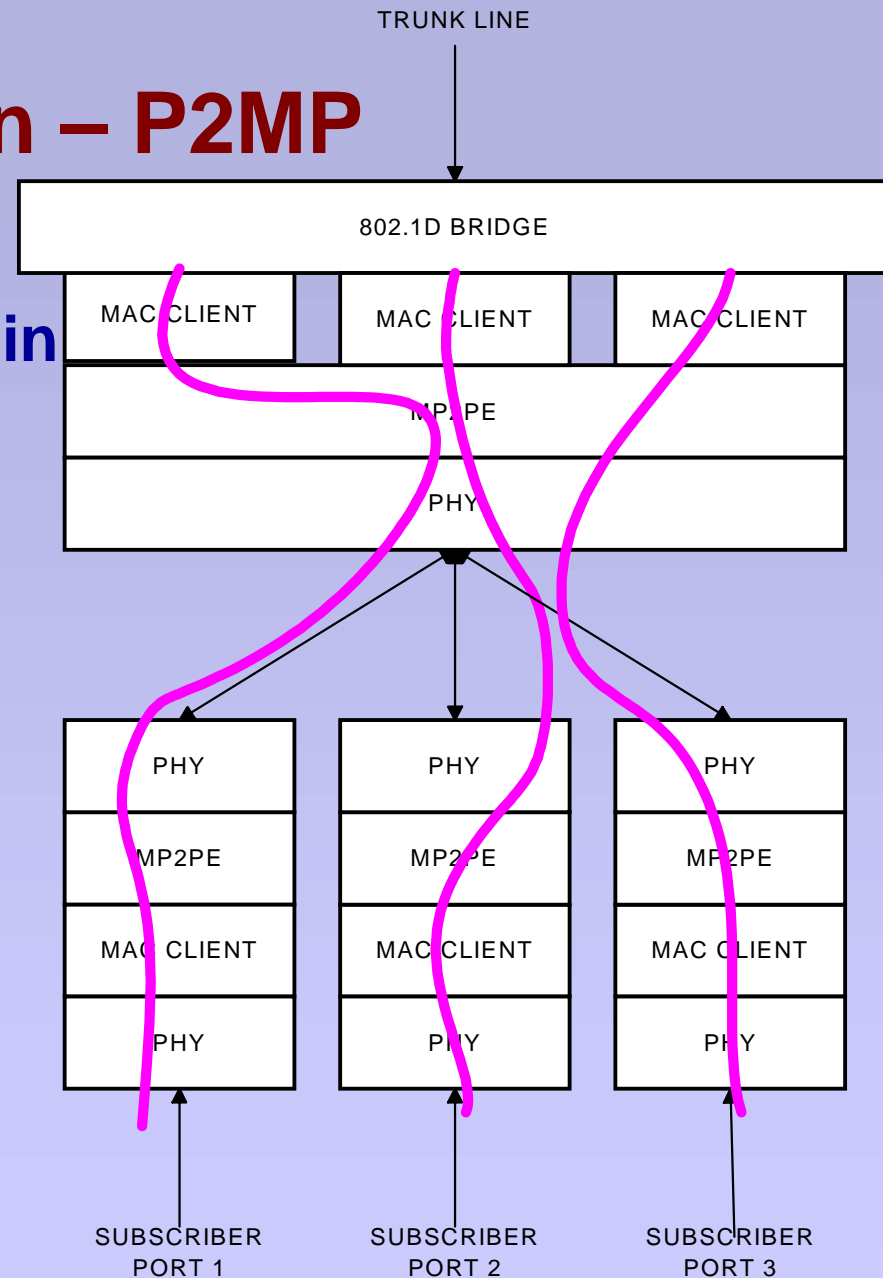 TRUNK LINE
n – P2MP
802.1D BRIDGE
MAC CLIENT MAC CLIENT MAC CLIENT
in
MP2PE
PHY
PHY PHY PHY
MP2PE MP2PE MP2PE
MAC CLIENT MAC CLIENT MAC CLIENT
PHY PHY PHY
SUBSCRIBER SUBSCRIBER SUBSCRIBER
PORT 1 PORT 2 PORT 3